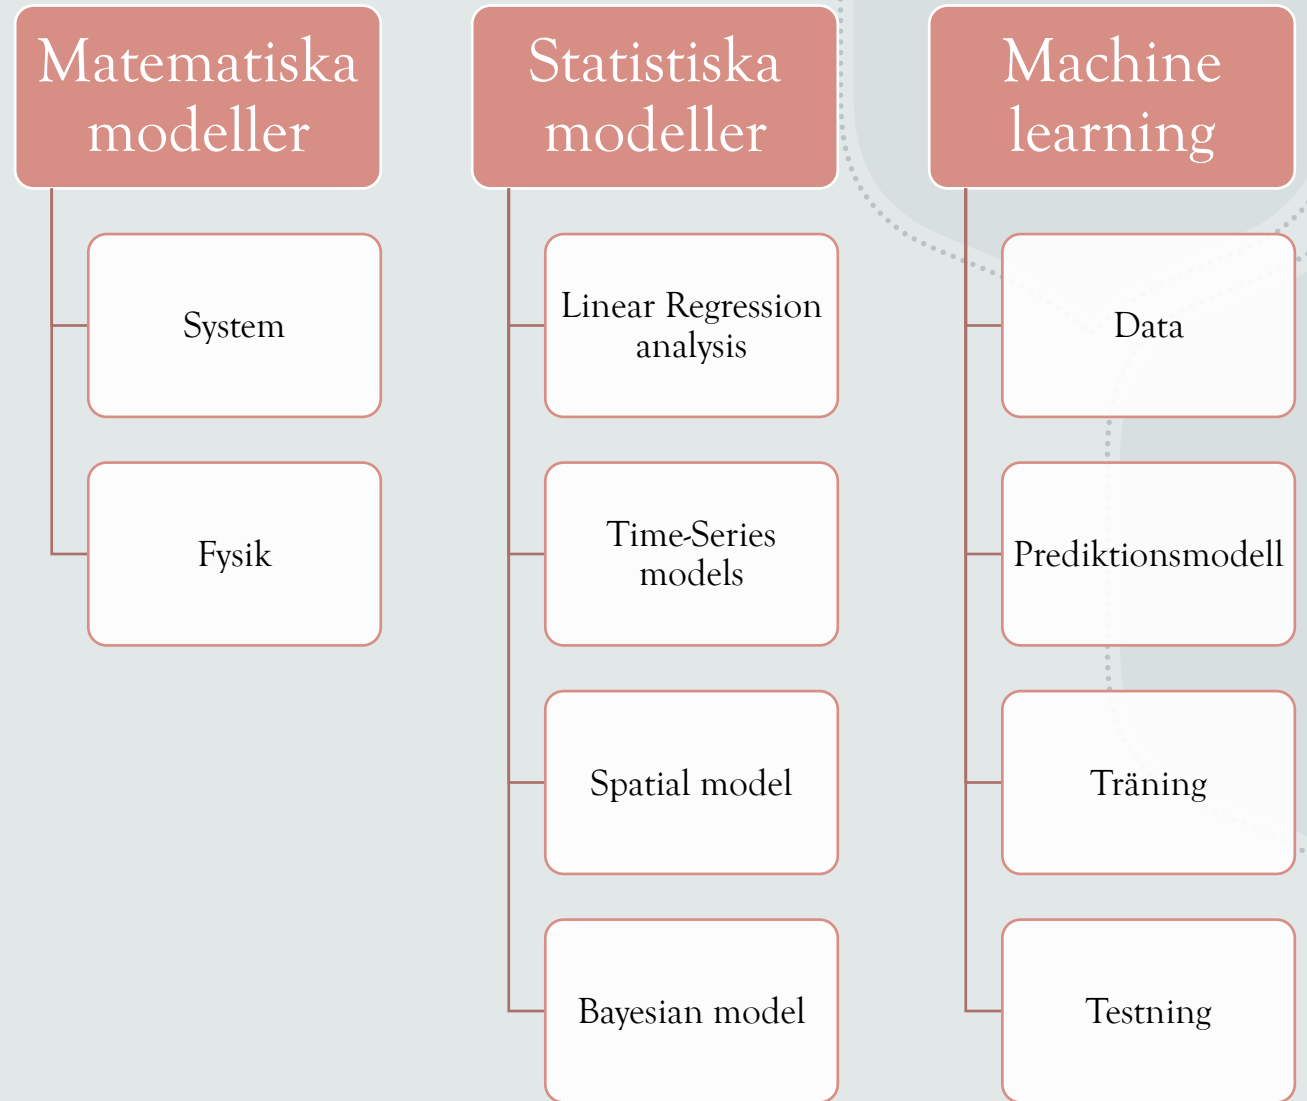 Matematiska
modeller
System
Fysik
Statistiska
modeller
Linear Regression
analysis
Time-Series
models
Spatial model
Bayesian model
Machine
learning
Data
Prediktionsmodell
Träning
Testning